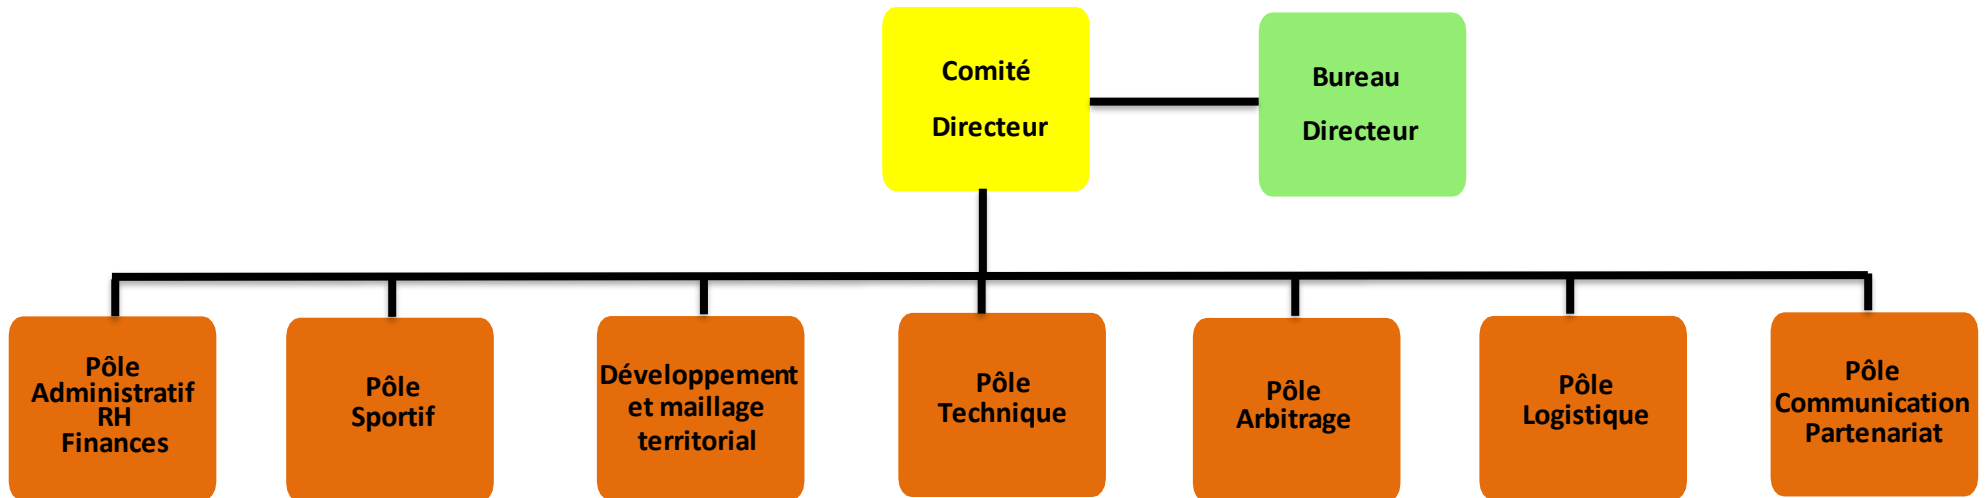 Comité
Directeur
Bureau
Directeur
Pôle
Administratif
RH
Finances
Pôle
Sportif
Développement
et maillage
territorial
Pôle
Technique
Pôle
Arbitrage
Pôle
Logistique
Pôle
Communication
Partenariat